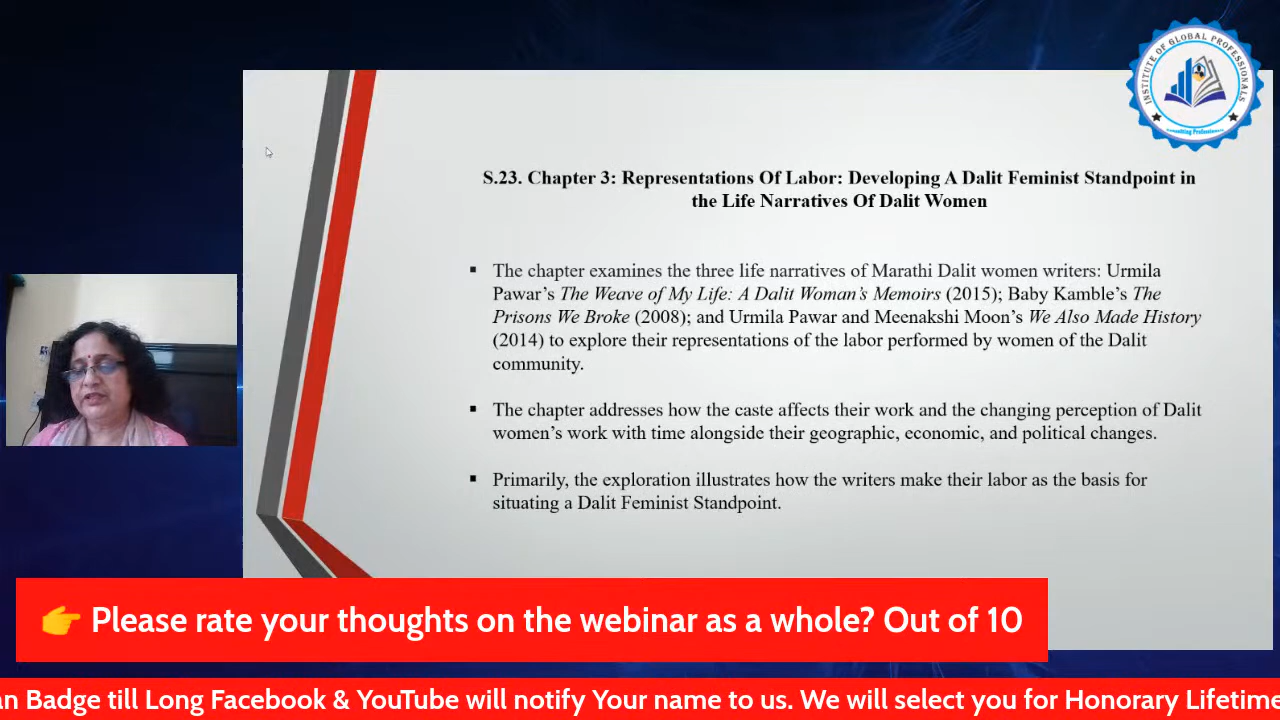 INSTITUTE OF GLOBAL PROFESSIONALS
S.23. Chapter 3: Representations Of Labor: Developing A Dalit Feminist Standpoint in
the Life Narratives Of Dalit Women
▪ The chapter examines the three life narratives of Marathi Dalit women writers: Urmila
Pawar’s The Weave of My Life: A Dalit Woman’s Memoirs (2015); Baby Kamble’s The
Prisons We Broke (2008); and Urmila Pawar and Meenakshi Moon’s We Also Made History
(2014) to explore their representations of the labor performed by women of the Dalit
community.
▪ The chapter addresses how the caste affects their work and the changing perception of Dalit
women’s work with time alongside their geographic, economic, and political changes.
▪ Primarily, the exploration illustrates how the writers make their labor as the basis for
situating a Dalit Feminist Standpoint.
👉 Please rate your thoughts on the webinar as a whole? Out of 10
an Badge till Long Facebook & YouTube will notify Your name to us. We will select you for Honorary Lifetime